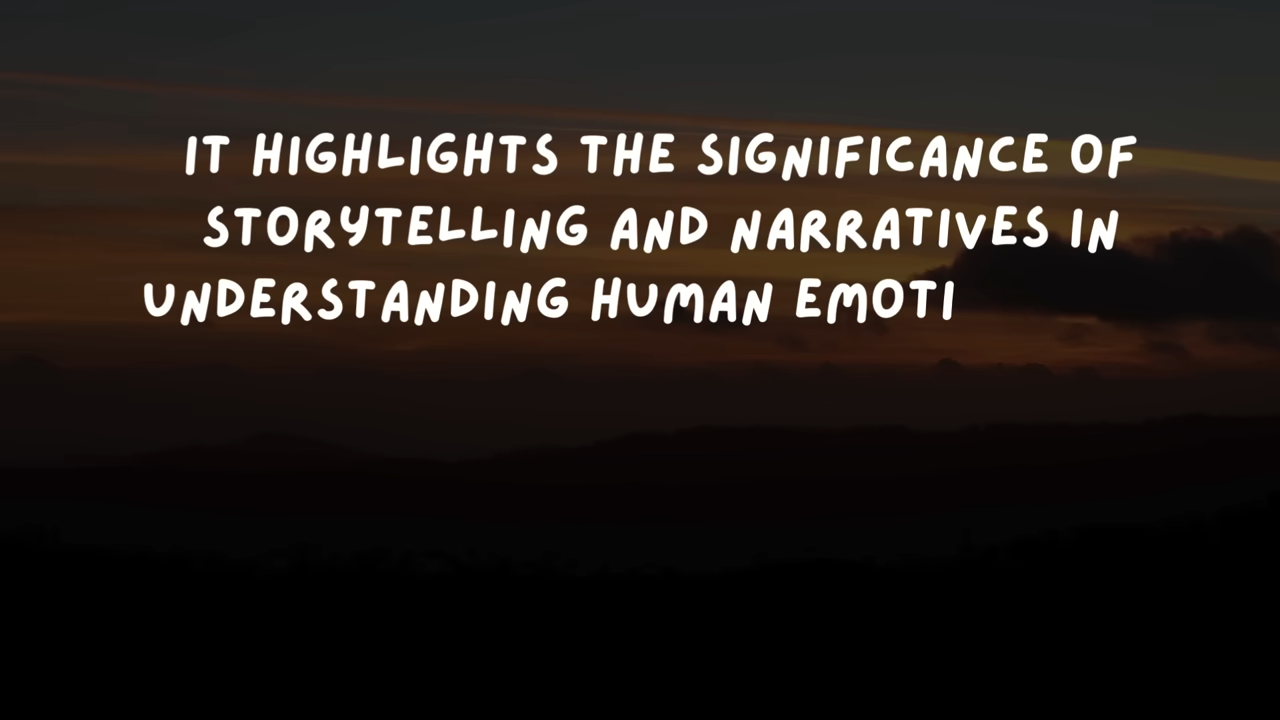 IT HIGHLIGHTS THE SIGNIFICANCE OF
STORYTELLING AND NARRATIVES IN
UNDERSTANDING HUMAN EMOTI